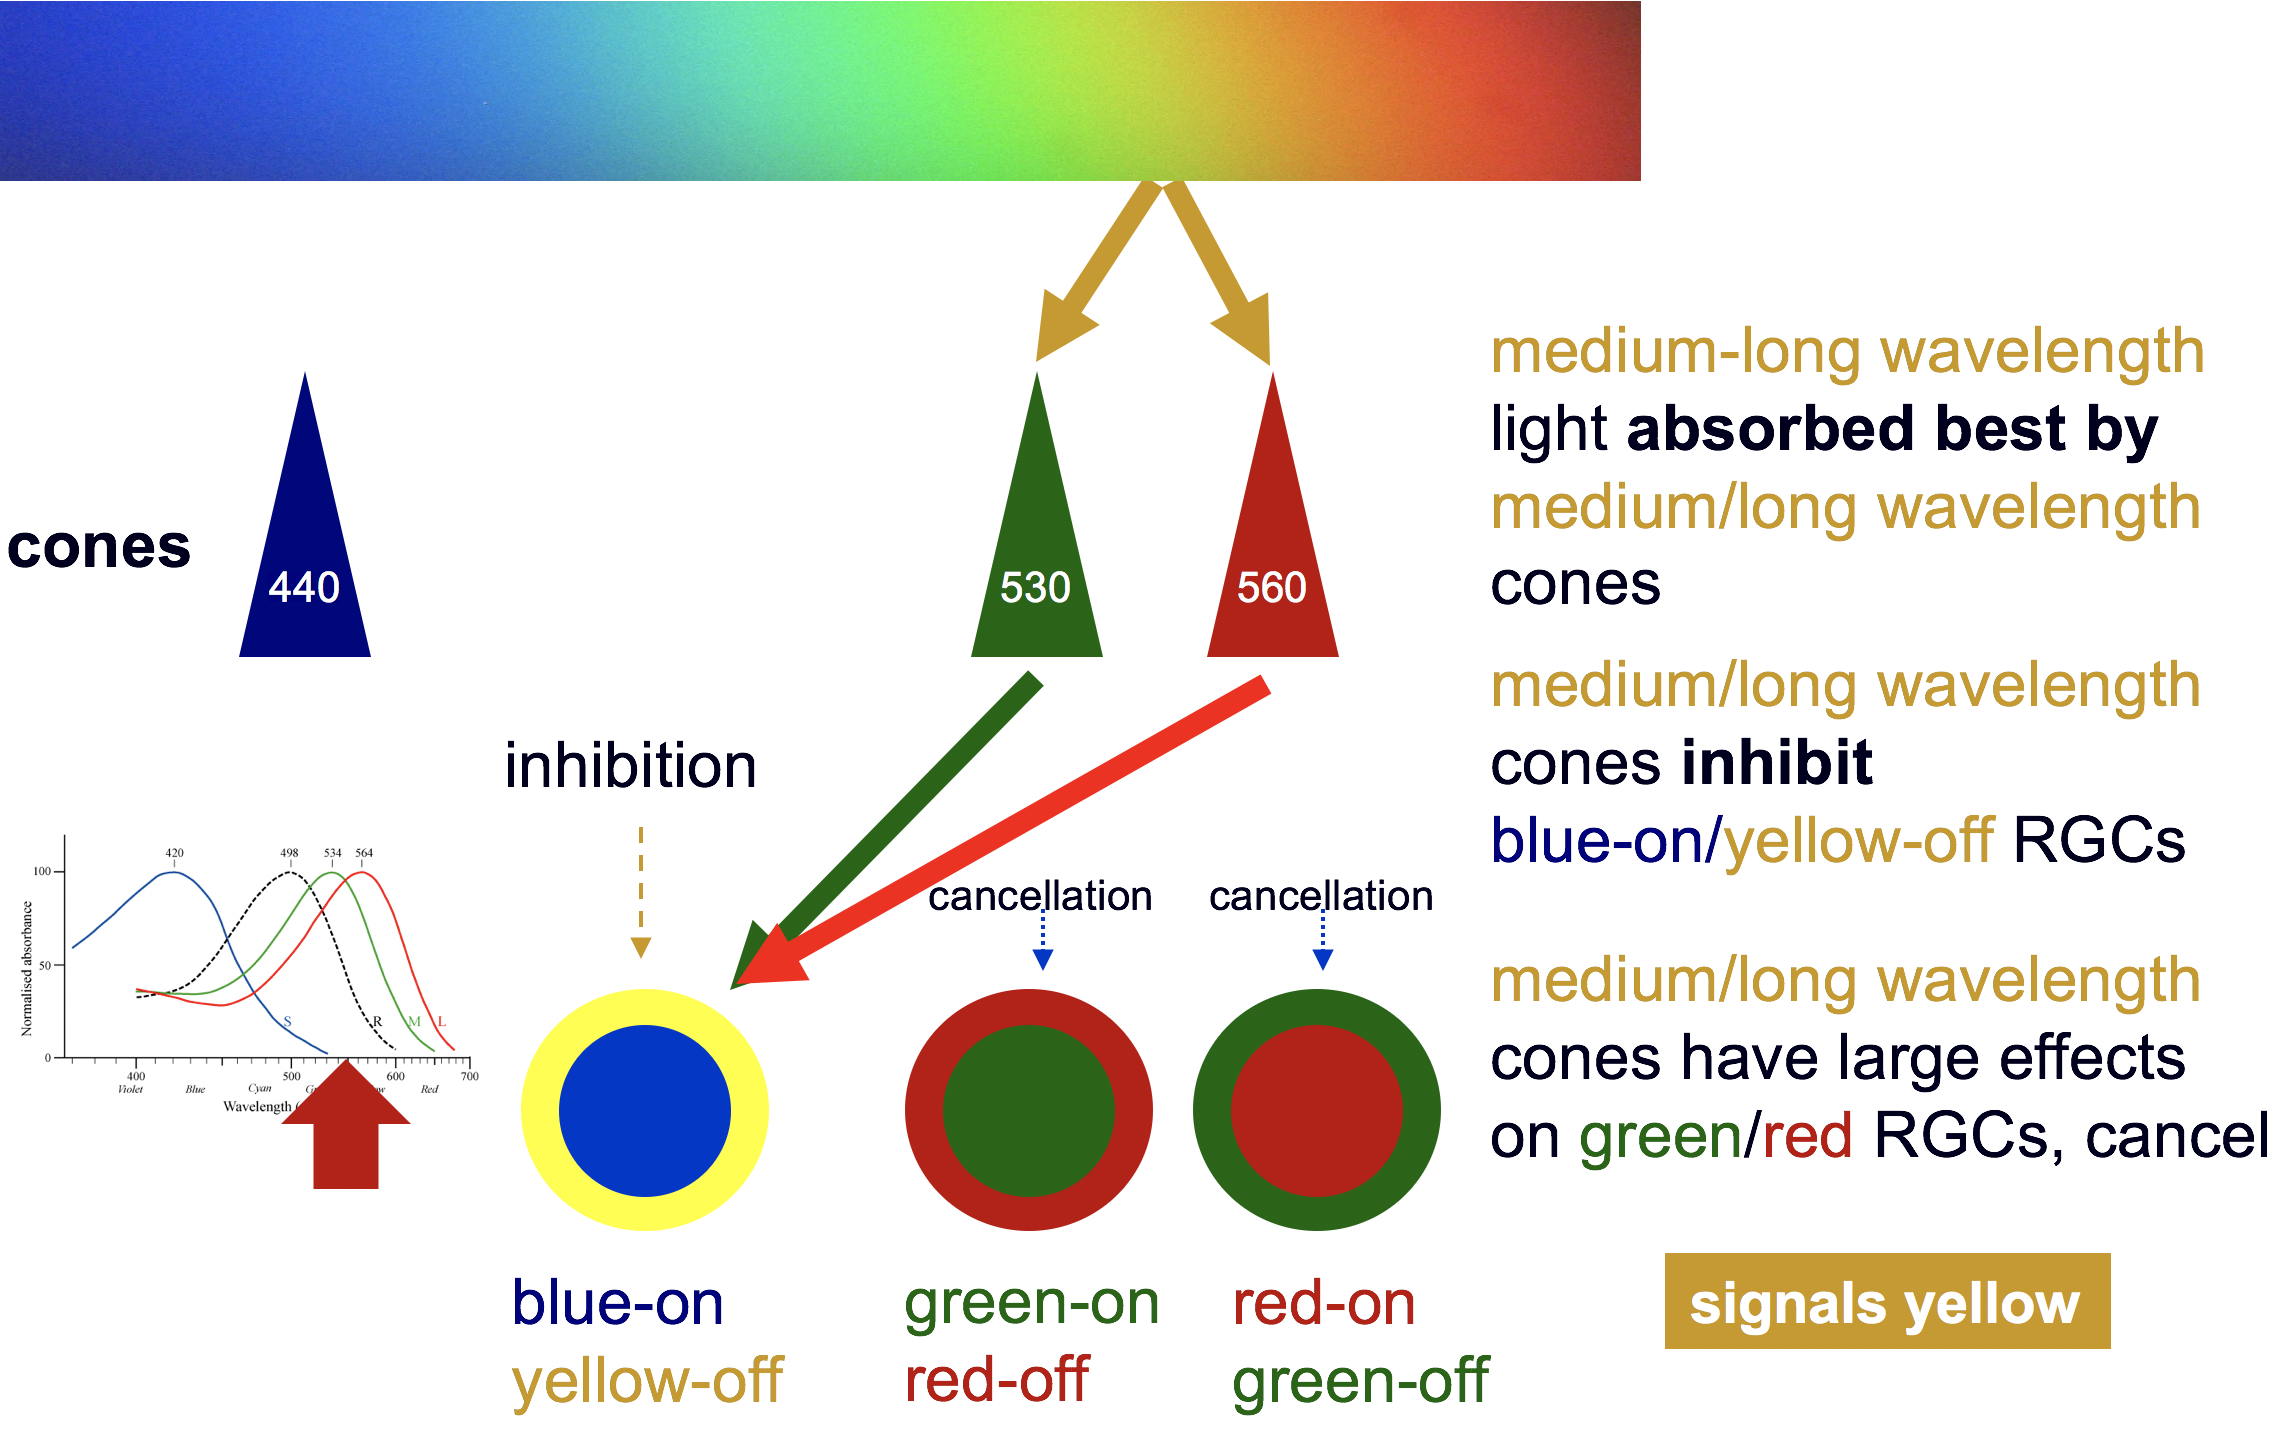 medium-long wavelength
light absorbed best by
medium/long wavelength
cones
cones
440
530
560
medium/long wavelength
cones inhibit
blue-on/yellow-off RGCs
inhibition
cancellation
cancellation
420
498
534
564
100
50
0
Normalised absorbance
S
R
M
L
400
500
600
700
Violet
Blue
Cyan
Red
Wavelength
medium/long wavelength
cones have large effects
on green/red RGCs, cancel
blue-on
yellow-off
green-on
red-off
red-on
green-off
signals yellow